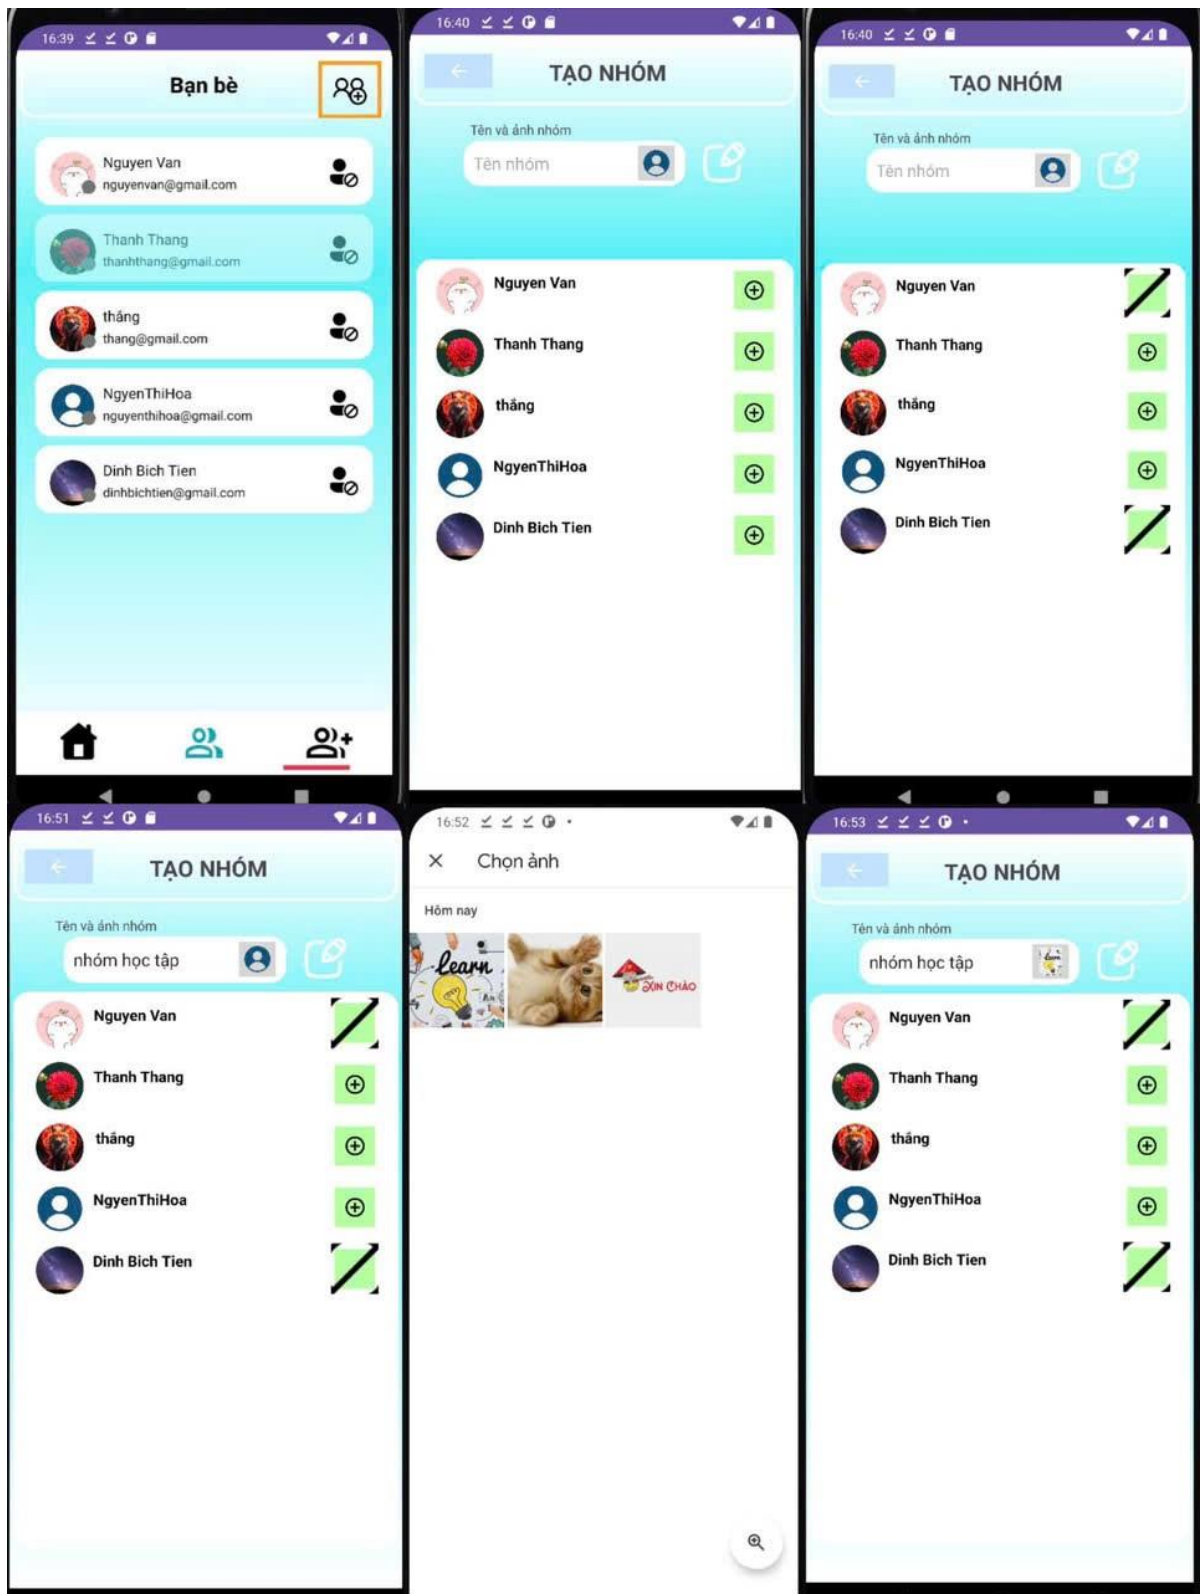 16:39
Bạn bè
Nguyen Van
nguyenvan@gmail.com
Thanh Thang
thanhthang@gmail.com
thăng
thang@gmail.com
NgyenThiHoa
nguyenthihoa@gmail.com
Dinh Bich Tien
dinhbichtien@gmail.com
16:40
TẠO NHÓM
Tên và ảnh nhóm
Tên nhóm
Nguyen Van
Thanh Thang
thăng
NgyenThiHoa
Dinh Bich Tien
16:40
TẠO NHÓM
Tên và ảnh nhóm
Tên nhóm
Nguyen Van
Thanh Thang
thăng
NgyenThiHoa
Dinh Bich Tien
16:51
TẠO NHÓM
Tên và ảnh nhóm
nhóm học tập
Nguyen Van
Thanh Thang
thăng
NgyenThiHoa
Dinh Bich Tien
16:52
Chọn ảnh
Hôm nay
Learn
XIN CHÀO
16:53
TẠO NHÓM
Tên và ảnh nhóm
nhóm học tập
Nguyen Van
Thanh Thang
thăng
NgyenThiHoa
Dinh Bich Tien